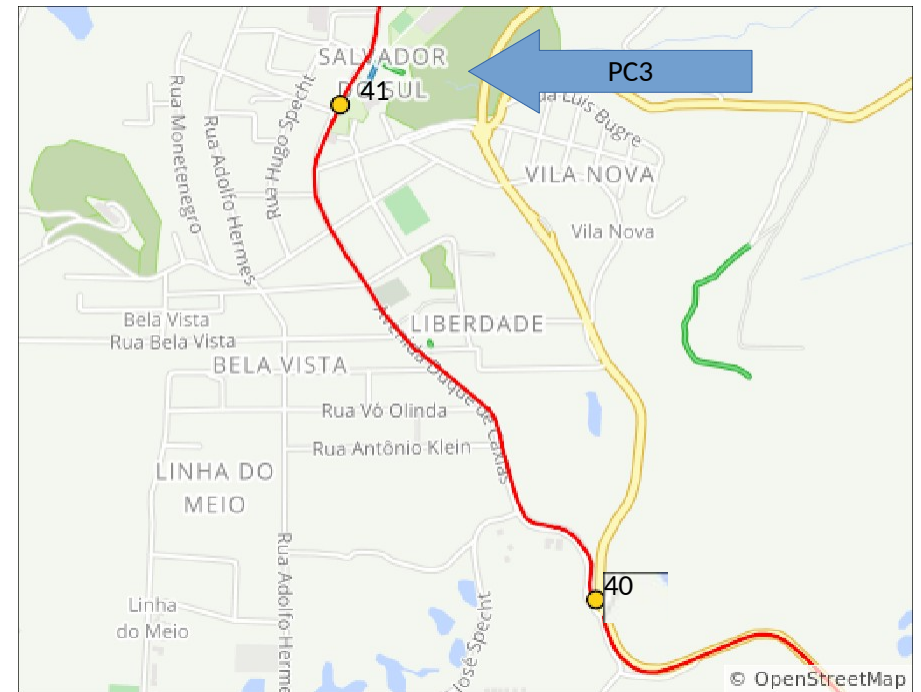 SALVADOR
DO SUL
41
PC3
Rua Luís Bugre
Rua Monetenegro
Rua Adolfo Hermes
Rua Hugo Specht
VILA NOVA
Vila Nova
Bela Vista
Rua Bela Vista
LIBERDADE
Avenida Duque de Caxias
BELA VISTA
Rua Vó Olinda
Rua Antônio Klein
LINHA DO
MEIO
Rua Adolfo Herme
40
Linha
do Meio
José Specht
© OpenStreetMap